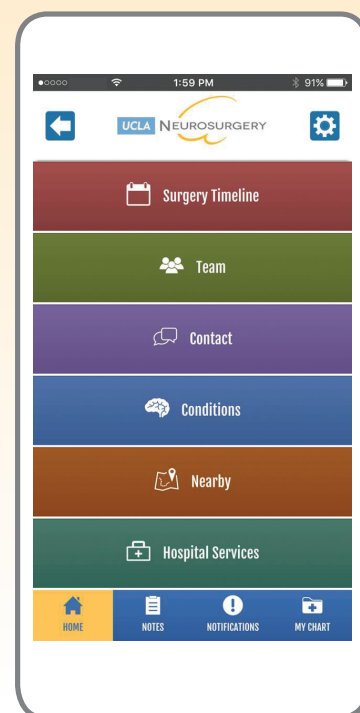 1:59 PM
91%
UCLA NEUROSURGERY
Surgery Timeline
Team
Contact
Conditions
Nearby
Hospital Services
HOME NOTES NOTIFICATIONS MY CHART